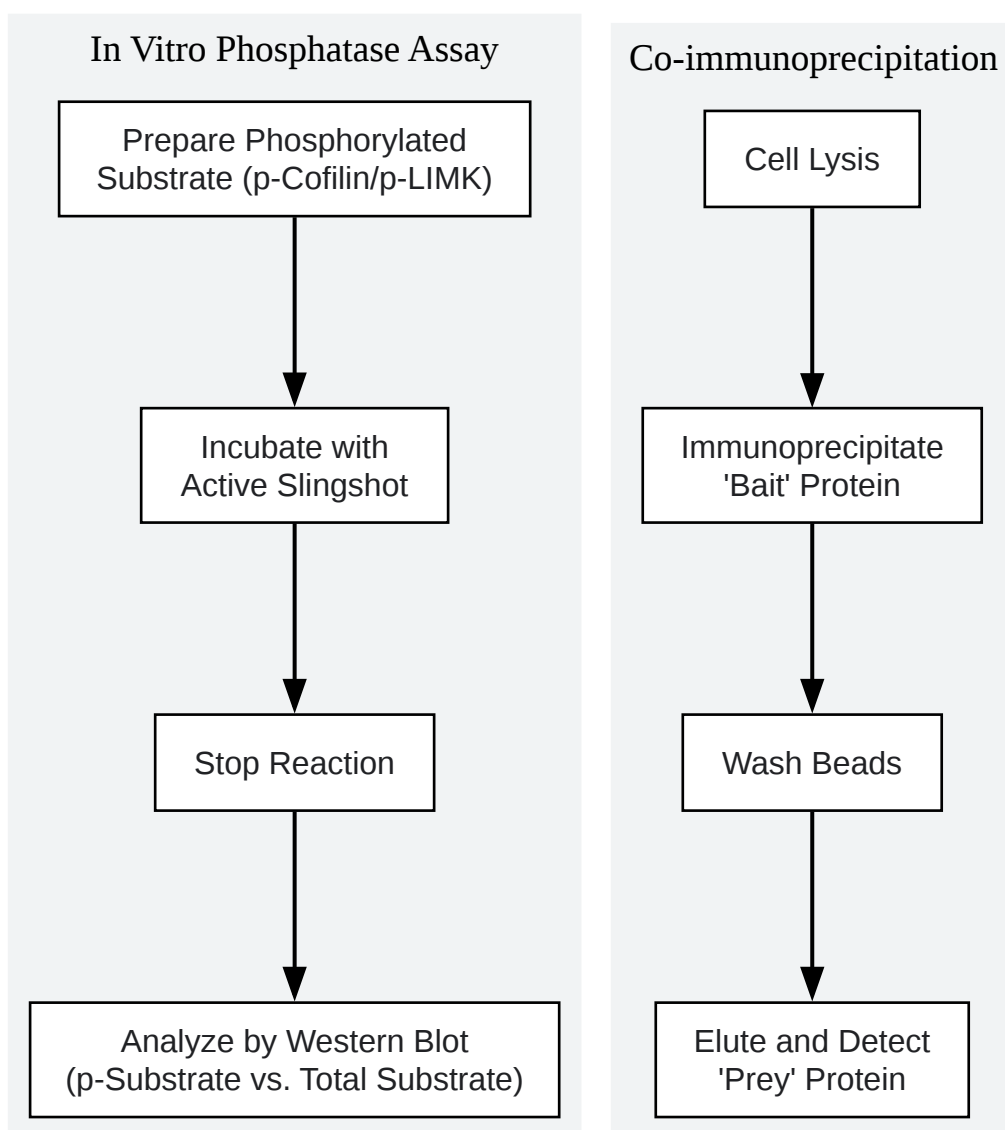 In Vitro Phosphatase Assay
Prepare Phosphorylated
Substrate (p-Cofilin/p-LIMK)
Incubate with
Active Slingshot
Stop Reaction
Analyze by Western Blot
(p-Substrate vs. Total Substrate)
Co-immunoprecipitation
Cell Lysis
Immunoprecipitate
'Bait' Protein
Wash Beads
Elute and Detect
'Prey' Protein